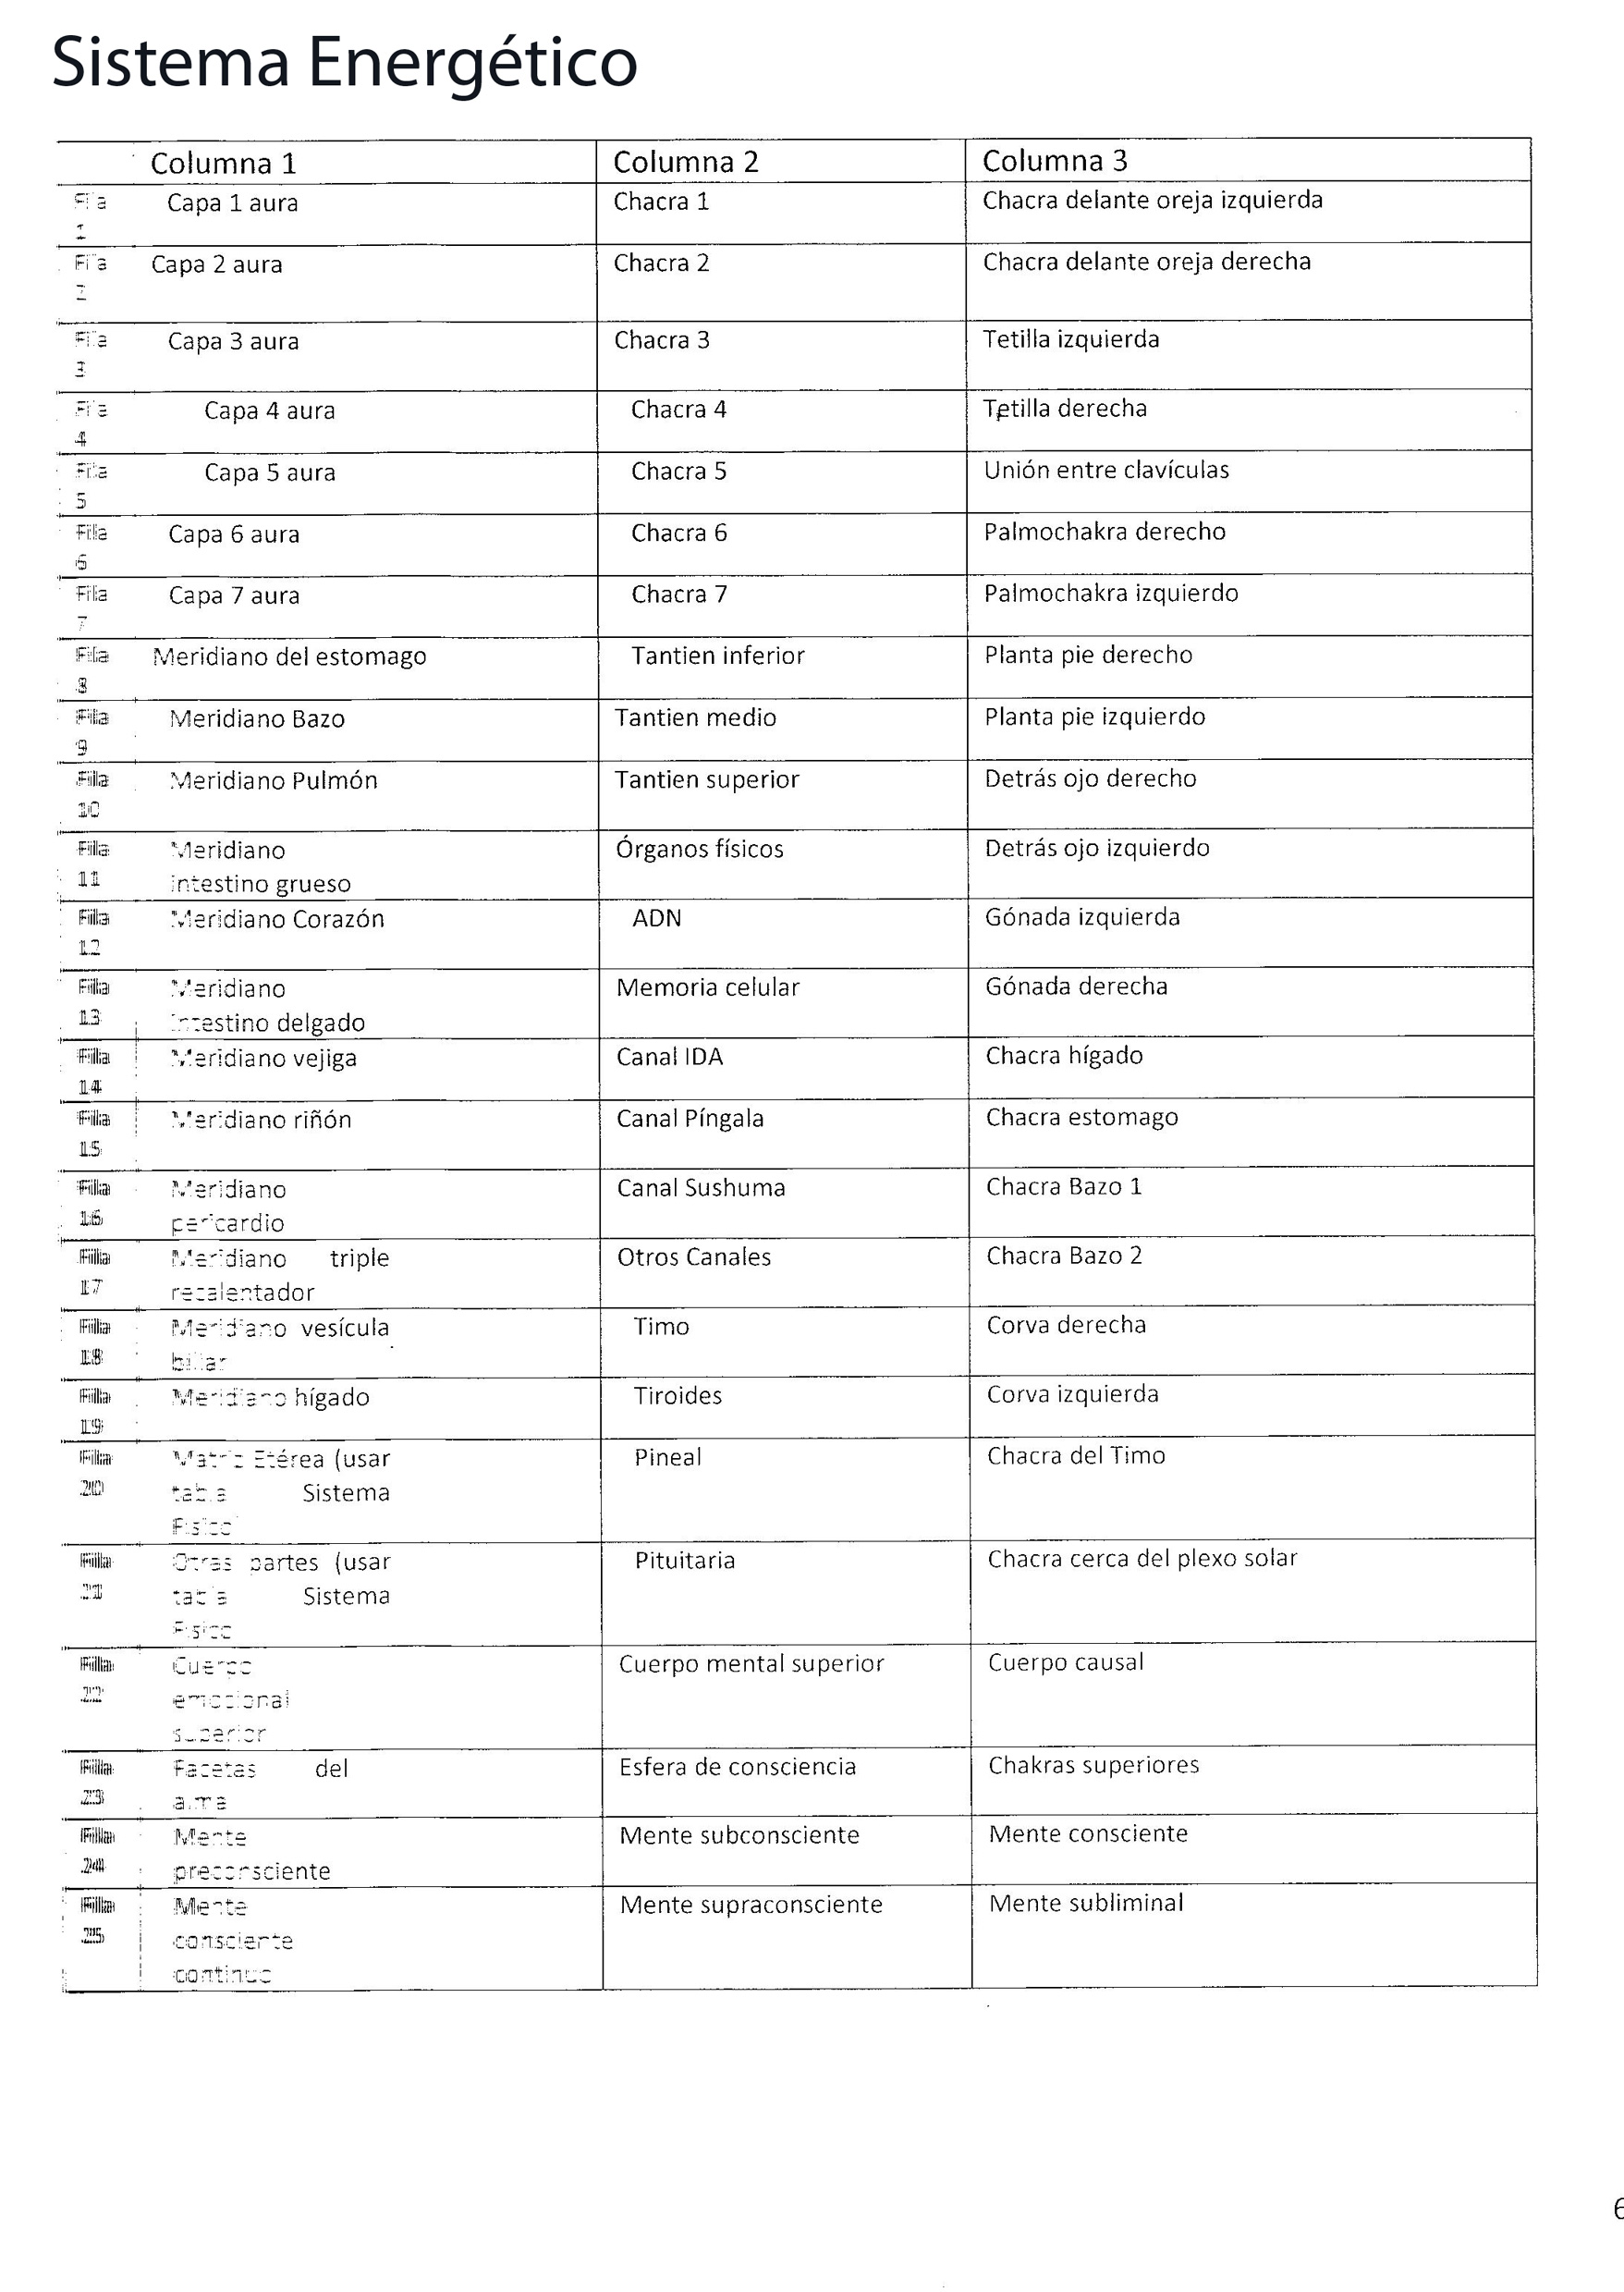 Sistema Energético
Columna 1 Columna 2 Columna 3
Fila Capa 1 aura Chacra 1 Chacra delante oreja izquierda
1
Fila Capa 2 aura Chacra 2 Chacra delante oreja derecha
2
Fila Capa 3 aura Chacra 3 Tetilla izquierda
3
Fila Capa 4 aura Chacra 4 Tetilla derecha
4
Fila Capa 5 aura Chacra 5 Unión entre clavículas
5
Fila Capa 6 aura Chacra 6 Palmochakra derecho
6
Fila Capa 7 aura Chacra 7 Palmochakra izquierdo
7
Fila Meridiano del estomago Tantien inferior Planta pie derecho
8
Fila Meridiano Bazo Tantien medio Planta pie izquierdo
9
Fila Meridiano Pulmón Tantien superior Detrás ojo derecho
10
Fila Meridiano Órganos físicos Detrás ojo izquierdo
11 intestino grueso
Fila Meridiano Corazón ADN Gónada izquierda
12
Fila Meridiano Memoria celular Gónada derecha
13 intestino delgado
Fila Meridiano vejiga Canal IDA Chacra hígado
14
Fila Meridiano riñón Canal Píngala Chacra estomago
15
Fila Meridiano Canal Sushuma Chacra Bazo 1
16 pericardio
Fila Meridiano triple Otros Canales Chacra Bazo 2
17 recalentador
Fila Meridiano vesícula Timo Corva derecha
18 biliar
Fila Meridiano hígado Tiroides Corva izquierda
19
Fila Matriz Etérea (usar Pineal Chacra del Timo
20 tabla Sistema
Físico
Fila Otras partes (usar Pituitaria Chacra cerca del plexo solar
21 tabla Sistema
Físico
Fila Cuerpo Cuerpo mental superior Cuerpo causal
22 emocional
superior
Fila Facetas del Esfera de consciencia Chakras superiores
23 alma
Fila Mente Mente subconsciente Mente consciente
24 preconsciente
Fila Mente Mente supraconsciente Mente subliminal
25 consciente
continuo
6